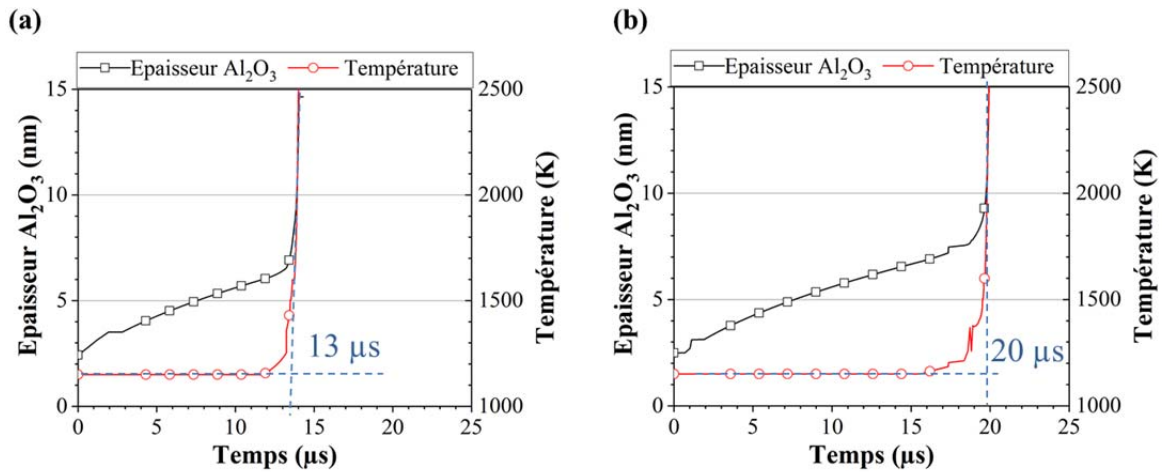 (a)
Epaisseur Al₂O₃ Température
15
10
5
0
2500
2000
1500
1000
0 5 10 15 20 25
Epaisseur Al₂O₃ (nm)
Température (K)
Temps (µs)
13 µs
(b)
Epaisseur Al₂O₃ Température
15
10
5
0
2500
2000
1500
1000
0 5 10 15 20 25
Epaisseur Al₂O₃ (nm)
Température (K)
Temps (µs)
20 µs